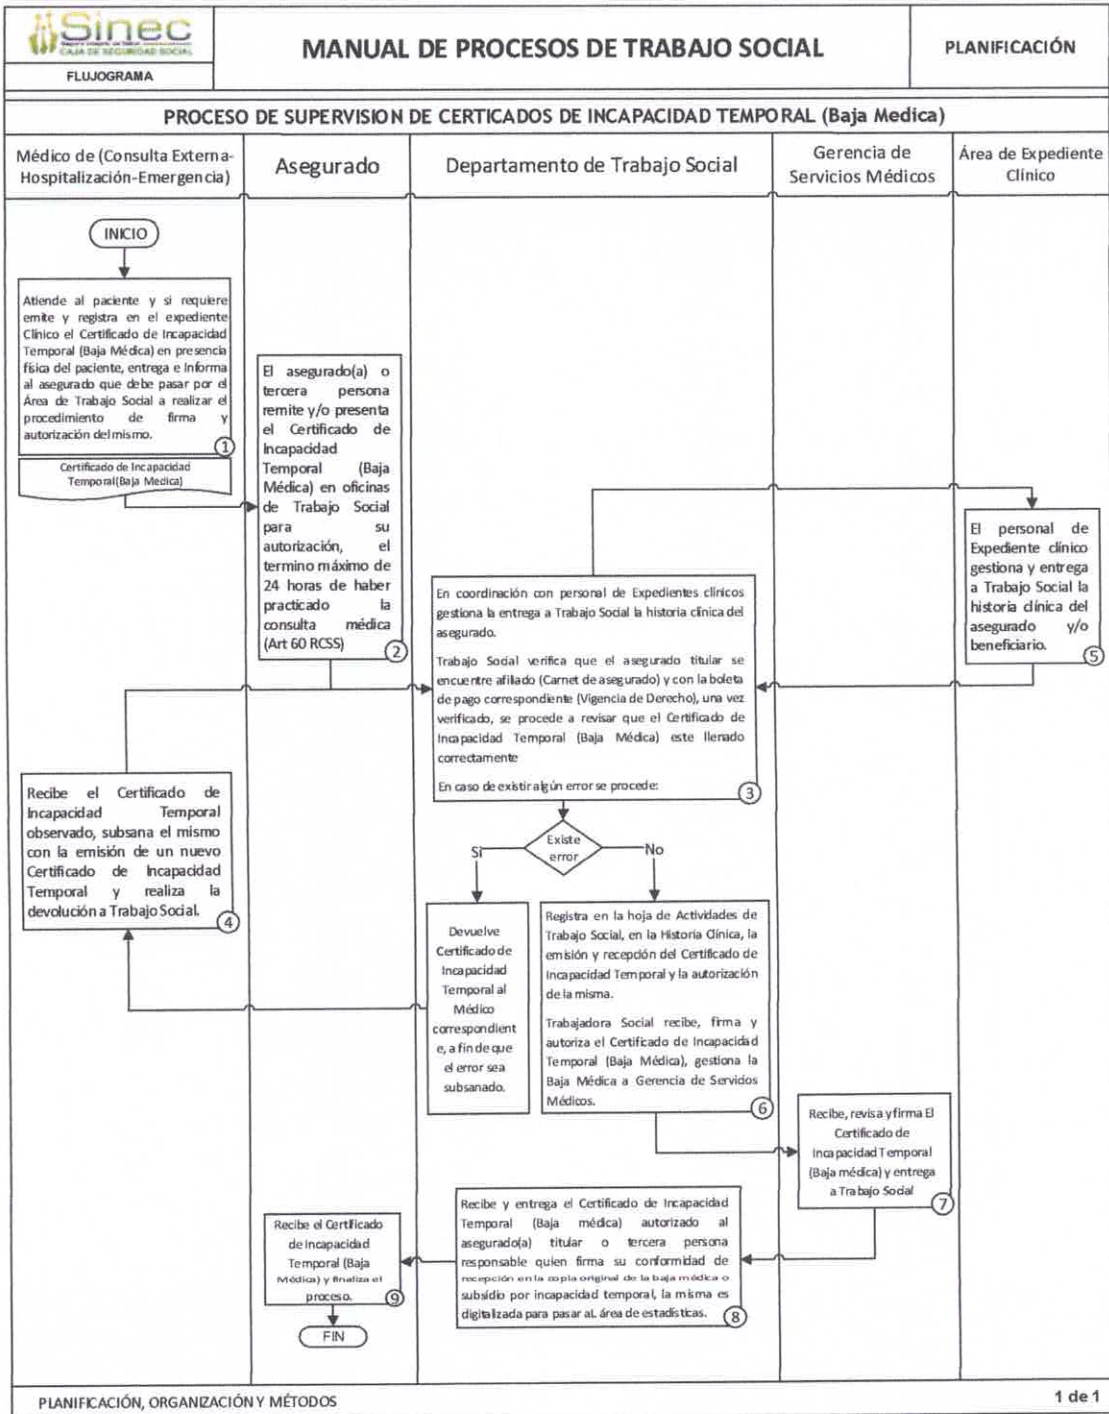 Sinec
CAJA DE SEGURIDAD SOCIAL
FLUJOGRAMA
MANUAL DE PROCESOS DE TRABAJO SOCIAL
PLANIFICACIÓN
PROCESO DE SUPERVISION DE CERTICADOS DE INCAPACIDAD TEMPORAL (Baja Medica)
Médico de (Consulta Externa-
Hospitalización-Emergencia)
Asegurado
Departamento de Trabajo Social
Gerencia de
Servicios Médicos
Área de Expediente
Clínico
INICIO
Atiende al paciente y si requiere
emite y registra en el expediente
Clínico el Certificado de Incapacidad
Temporal (Baja Médica) en presencia
física del paciente, entrega e Informa
al asegurado que debe pasar por el
Área de Trabajo Social a realizar el
procedimiento de firma y
autorización del mismo.
1
Certificado de Incapacidad
Temporal(Baja Medica)
El asegurado(a) o
tercera persona
remite y/o presenta
el Certificado de
Incapacidad
Temporal (Baja
Médica) en oficinas
de Trabajo Social
para su
autorización, el
termino máximo de
24 horas de haber
practicado la
consulta médica
(Art 60 RCSS)
2
En coordinación con personal de Expedientes clínicos
gestiona la entrega a Trabajo Social la historia clínica del
asegurado.
Trabajo Social verifica que el asegurado titular se
encuentre afiliado (Carnet de asegurado) y con la boleta
de pago correspondiente (Vigencia de Derecho), una vez
verificado, se procede a revisar que el Certificado de
Incapacidad Temporal (Baja Médica) este llenado
correctamente
En caso de existir algún error se procede:
3
El personal de
Expediente clínico
gestiona y entrega
a Trabajo Social la
historia clínica del
asegurado y/o
beneficiario.
5
Recibe el Certificado de
Incapacidad Temporal
observado, subsana el mismo
con la emisión de un nuevo
Certificado de Incapacidad
Temporal y realiza la
devolución a Trabajo Social.
4
Existe
error
Si
No
Devuelve
Certificado de
Incapacidad
Temporal al
Médico
correspondient
e, a fin de que
el error sea
subsanado.
Registra en la hoja de Actividades de
Trabajo Social, en la Historia Clínica, la
emisión y recepción del Certificado de
Incapacidad Temporal y la autorización
de la misma.
Trabajadora Social recibe, firma y
autoriza el Certificado de Incapacidad
Temporal (Baja Médica), gestiona la
Baja Médica a Gerencia de Servicios
Médicos.
6
Recibe, revisa y firma El
Certificado de
Incapacidad Temporal
(Baja médica) y entrega
a Trabajo Social
7
Recibe y entrega el Certificado de Incapacidad
Temporal (Baja médica) autorizado al
asegurado(a) titular o tercera persona
responsable quien firma su conformidad de
recepción en la copia original de la baja médica o
subsidio por incapacidad temporal, la misma es
digitalizada para pasar aL área de estadísticas.
8
Recibe el Certificado
de Incapacidad
Temporal (Baja
Médica) y finaliza el
proceso.
9
FIN
PLANIFICACIÓN, ORGANIZACIÓN Y MÉTODOS
1 de 1